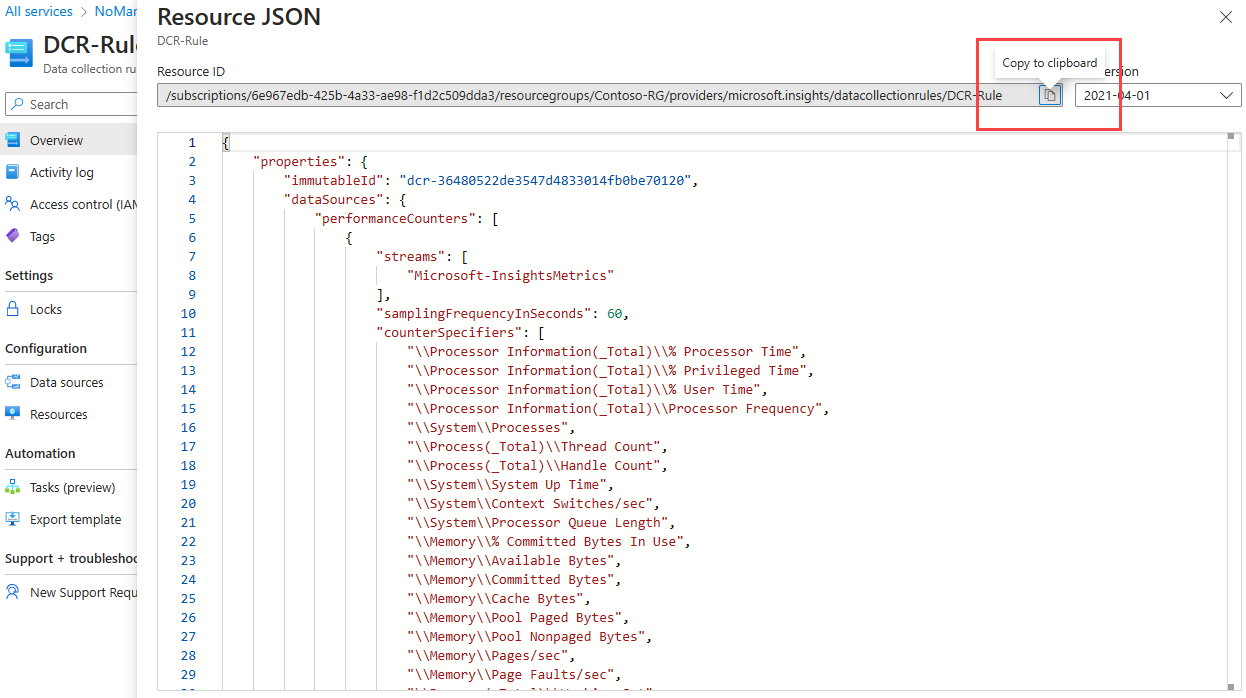 All services > NoMar
DCR-Rul
Data collection ru
Search
Overview
Activity log
Access control (IAM
Tags
Settings
Locks
Configuration
Data sources
Resources
Automation
Tasks (preview)
Export template
Support + troubleshoo
New Support Requ
Resource JSON
DCR-Rule
Resource ID
Copy to clipboard
ersion
/subscriptions/6e967edb-425b-4a33-ae98-f1d2c509dda3/resourcegroups/Contoso-RG/providers/microsoft.insights/datacollectionrules/DCR-Rule
2021-04-01
1 {
2 "properties": {
3 "immutableId": "dcr-36480522de3547d4833014fb0be70120",
4 "dataSources": {
5 "performanceCounters": [
6 {
7 "streams": [
8 "Microsoft-InsightsMetrics"
9 ],
10 "samplingFrequencyInSeconds": 60,
11 "counterSpecifiers": [
12 "\\Processor Information(_Total)\\% Processor Time",
13 "\\Processor Information(_Total)\\% Privileged Time",
14 "\\Processor Information(_Total)\\% User Time",
15 "\\Processor Information(_Total)\\Processor Frequency",
16 "\\System\\Processes",
17 "\\Process(_Total)\\Thread Count",
18 "\\Process(_Total)\\Handle Count",
19 "\\System\\System Up Time",
20 "\\System\\Context Switches/sec",
21 "\\System\\Processor Queue Length",
22 "\\Memory\\% Committed Bytes In Use",
23 "\\Memory\\Available Bytes",
24 "\\Memory\\Committed Bytes",
25 "\\Memory\\Cache Bytes",
26 "\\Memory\\Pool Paged Bytes",
27 "\\Memory\\Pool Nonpaged Bytes",
28 "\\Memory\\Pages/sec",
29 "\\Memory\\Page Faults/sec",